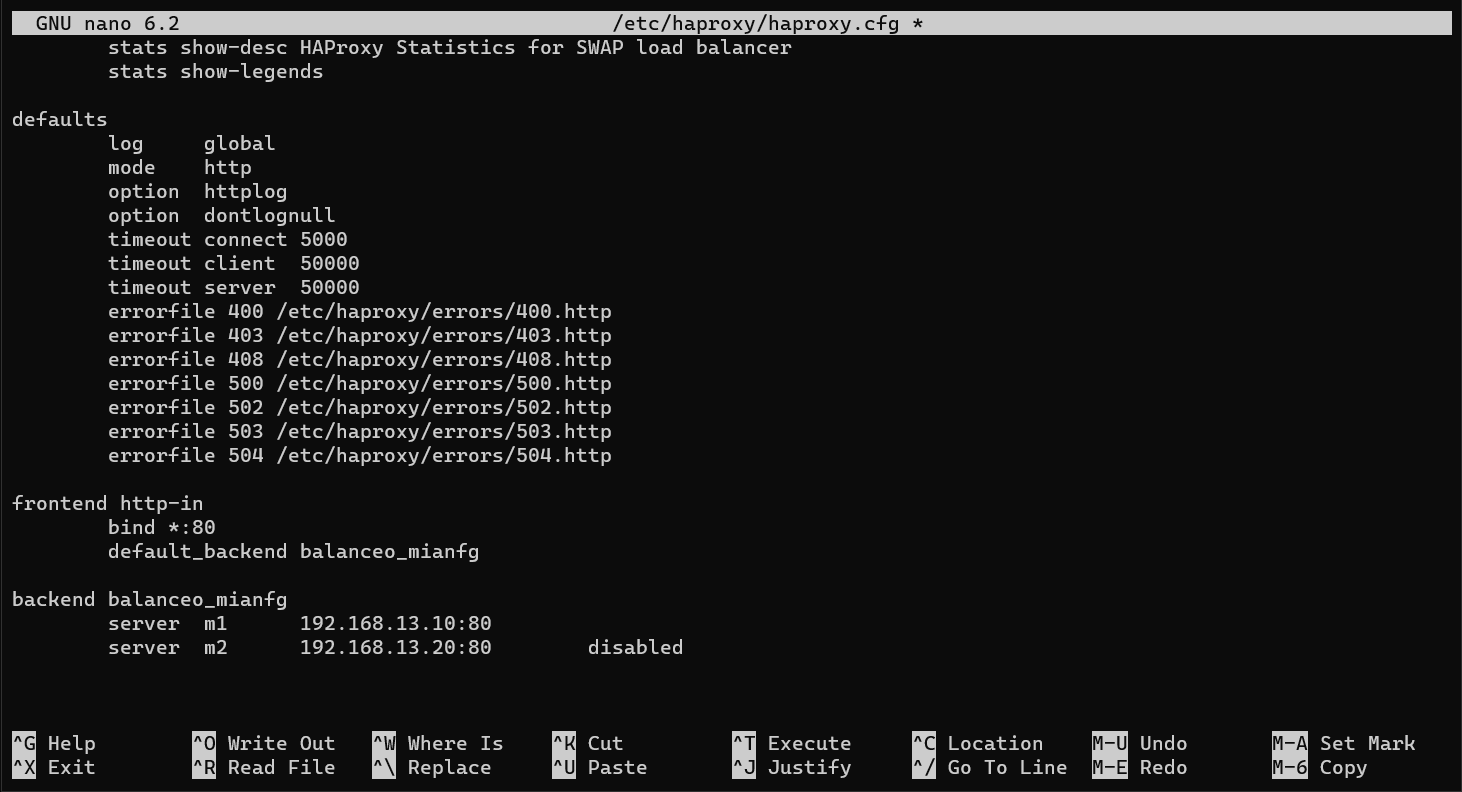 GNU nano 6.2 /etc/haproxy/haproxy.cfg *
stats show-desc HAProxy Statistics for SWAP load balancer
stats show-legends
defaults
log global
mode http
option httplog
option dontlognull
timeout connect 5000
timeout client 50000
timeout server 50000
errorfile 400 /etc/haproxy/errors/400.http
errorfile 403 /etc/haproxy/errors/403.http
errorfile 408 /etc/haproxy/errors/408.http
errorfile 500 /etc/haproxy/errors/500.http
errorfile 502 /etc/haproxy/errors/502.http
errorfile 503 /etc/haproxy/errors/503.http
errorfile 504 /etc/haproxy/errors/504.http
frontend http-in
bind *:80
default_backend balanceo_mianfg
backend balanceo_mianfg
server m1 192.168.13.10:80
server m2 192.168.13.20:80 disabled
^G Help ^O Write Out ^W Where Is ^K Cut ^T Execute ^C Location M-U Undo M-A Set Mark
^X Exit ^R Read File ^\ Replace ^U Paste ^J Justify ^/ Go To Line M-E Redo M-6 Copy